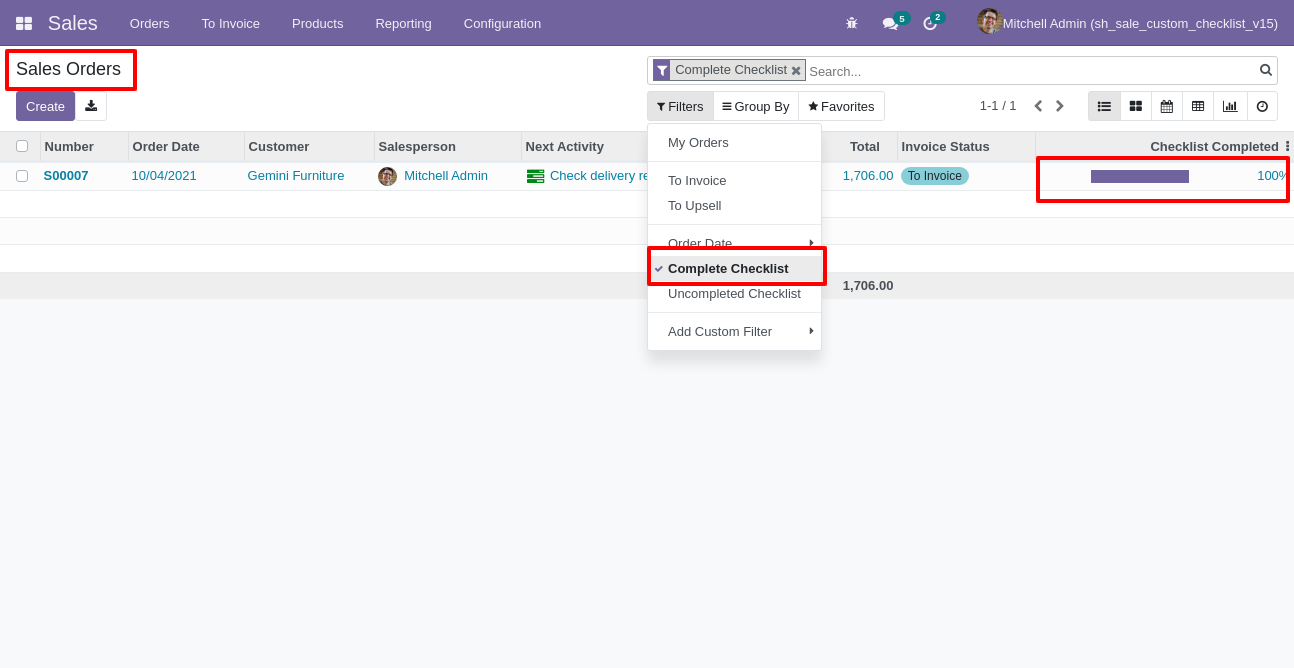 Sales Orders To Invoice Products Reporting Configuration 5 2 Mitchell Admin (sh_sale_custom_checklist_v15)
Sales Orders
Complete Checklist Search...
Create Filters Group By Favorites 1-1 / 1
Number Order Date Customer Salesperson Next Activity Total Invoice Status Checklist Completed
S00007 10/04/2021 Gemini Furniture Mitchell Admin Check delivery re 1,706.00 To Invoice 100%
1,706.00
My Orders
To Invoice
To Upsell
Order Date
Complete Checklist
Uncompleted Checklist
Add Custom Filter